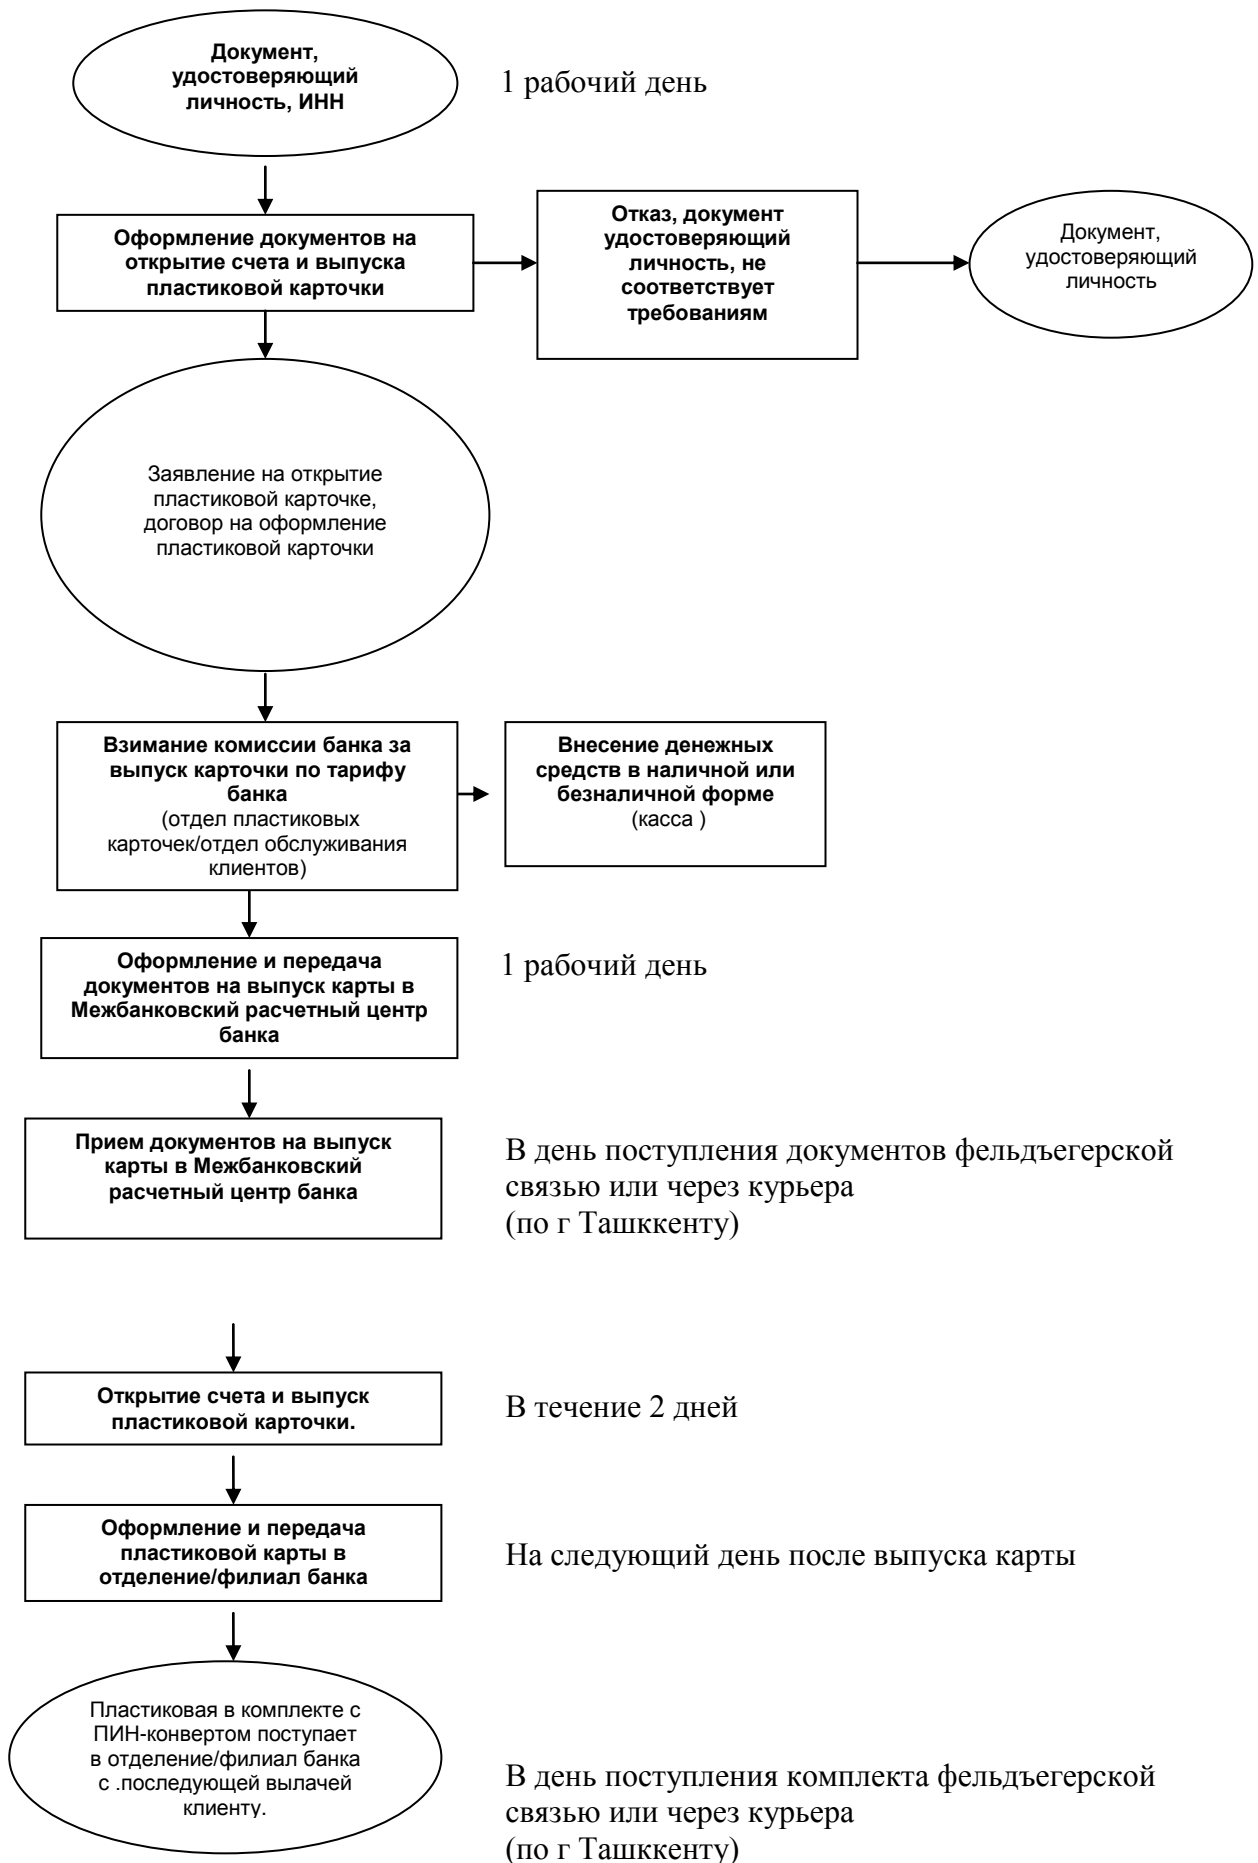 Документ,
удостоверяющий
личность, ИНН
1 рабочий день
Оформление документов на
открытие счета и выпуска
пластиковой карточки
Отказ, документ
удостоверяющий
личность, не
соответствует
требованиям
Документ,
удостоверяющий
личность
Заявление на открытие
пластиковой карточке,
договор на оформление
пластиковой карточки
Взимание комиссии банка за
выпуск карточки по тарифу
банка
(отдел пластиковых
карточек/отдел обслуживания
клиентов)
Внесение денежных
средств в наличной или
безналичной форме
(касса )
Оформление и передача
документов на выпуск карты в
Межбанковский расчетный центр
банка
1 рабочий день
Прием документов на выпуск
карты в Межбанковский
расчетный центр банка
В день поступления документов фельдъегерской
связью или через курьера
(по г Ташккенту)
Открытие счета и выпуск
пластиковой карточки.
В течение 2 дней
Оформление и передача
пластиковой карты в
отделение/филиал банка
На следующий день после выпуска карты
Пластиковая в комплекте с
ПИН-конвертом поступает
в отделение/филиал банка
с .последующей вылачей
клиенту.
В день поступления комплекта фельдъегерской
связью или через курьера
(по г Ташккенту)